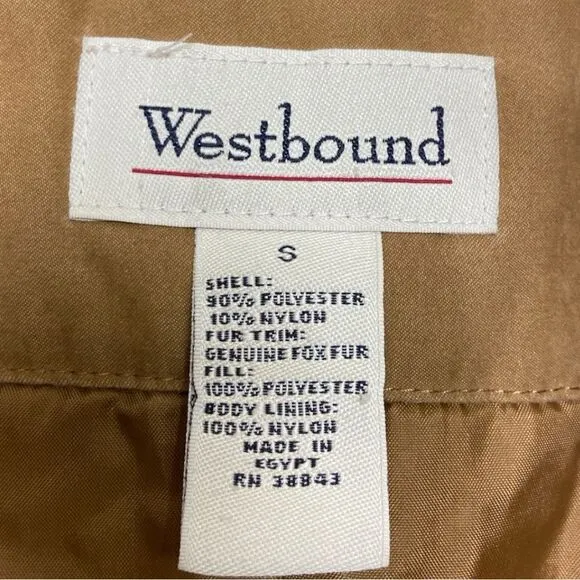 Westbound
S
SHELL:
90% POLYESTER
10% NYLON
FUR TRIM:
GENUINE FOX FUR
FILL:
100% POLYESTER
BODY LINING:
100% NYLON
MADE IN
EGYPT
RN 38843